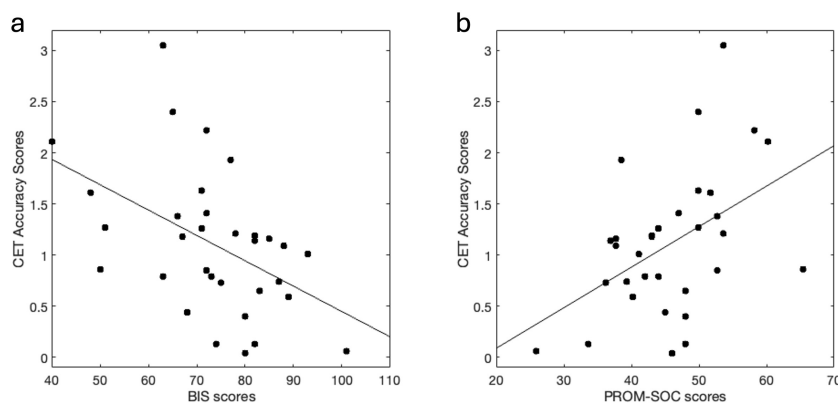 a
3
2.5
2
1.5
1
0.5
0
CET Accuracy Scores
40 50 60 70 80 90 100 110
BIS scores
b
3
2.5
2
1.5
1
0.5
0
CET Accuracy Scores
20 30 40 50 60 70
PROM-SOC scores